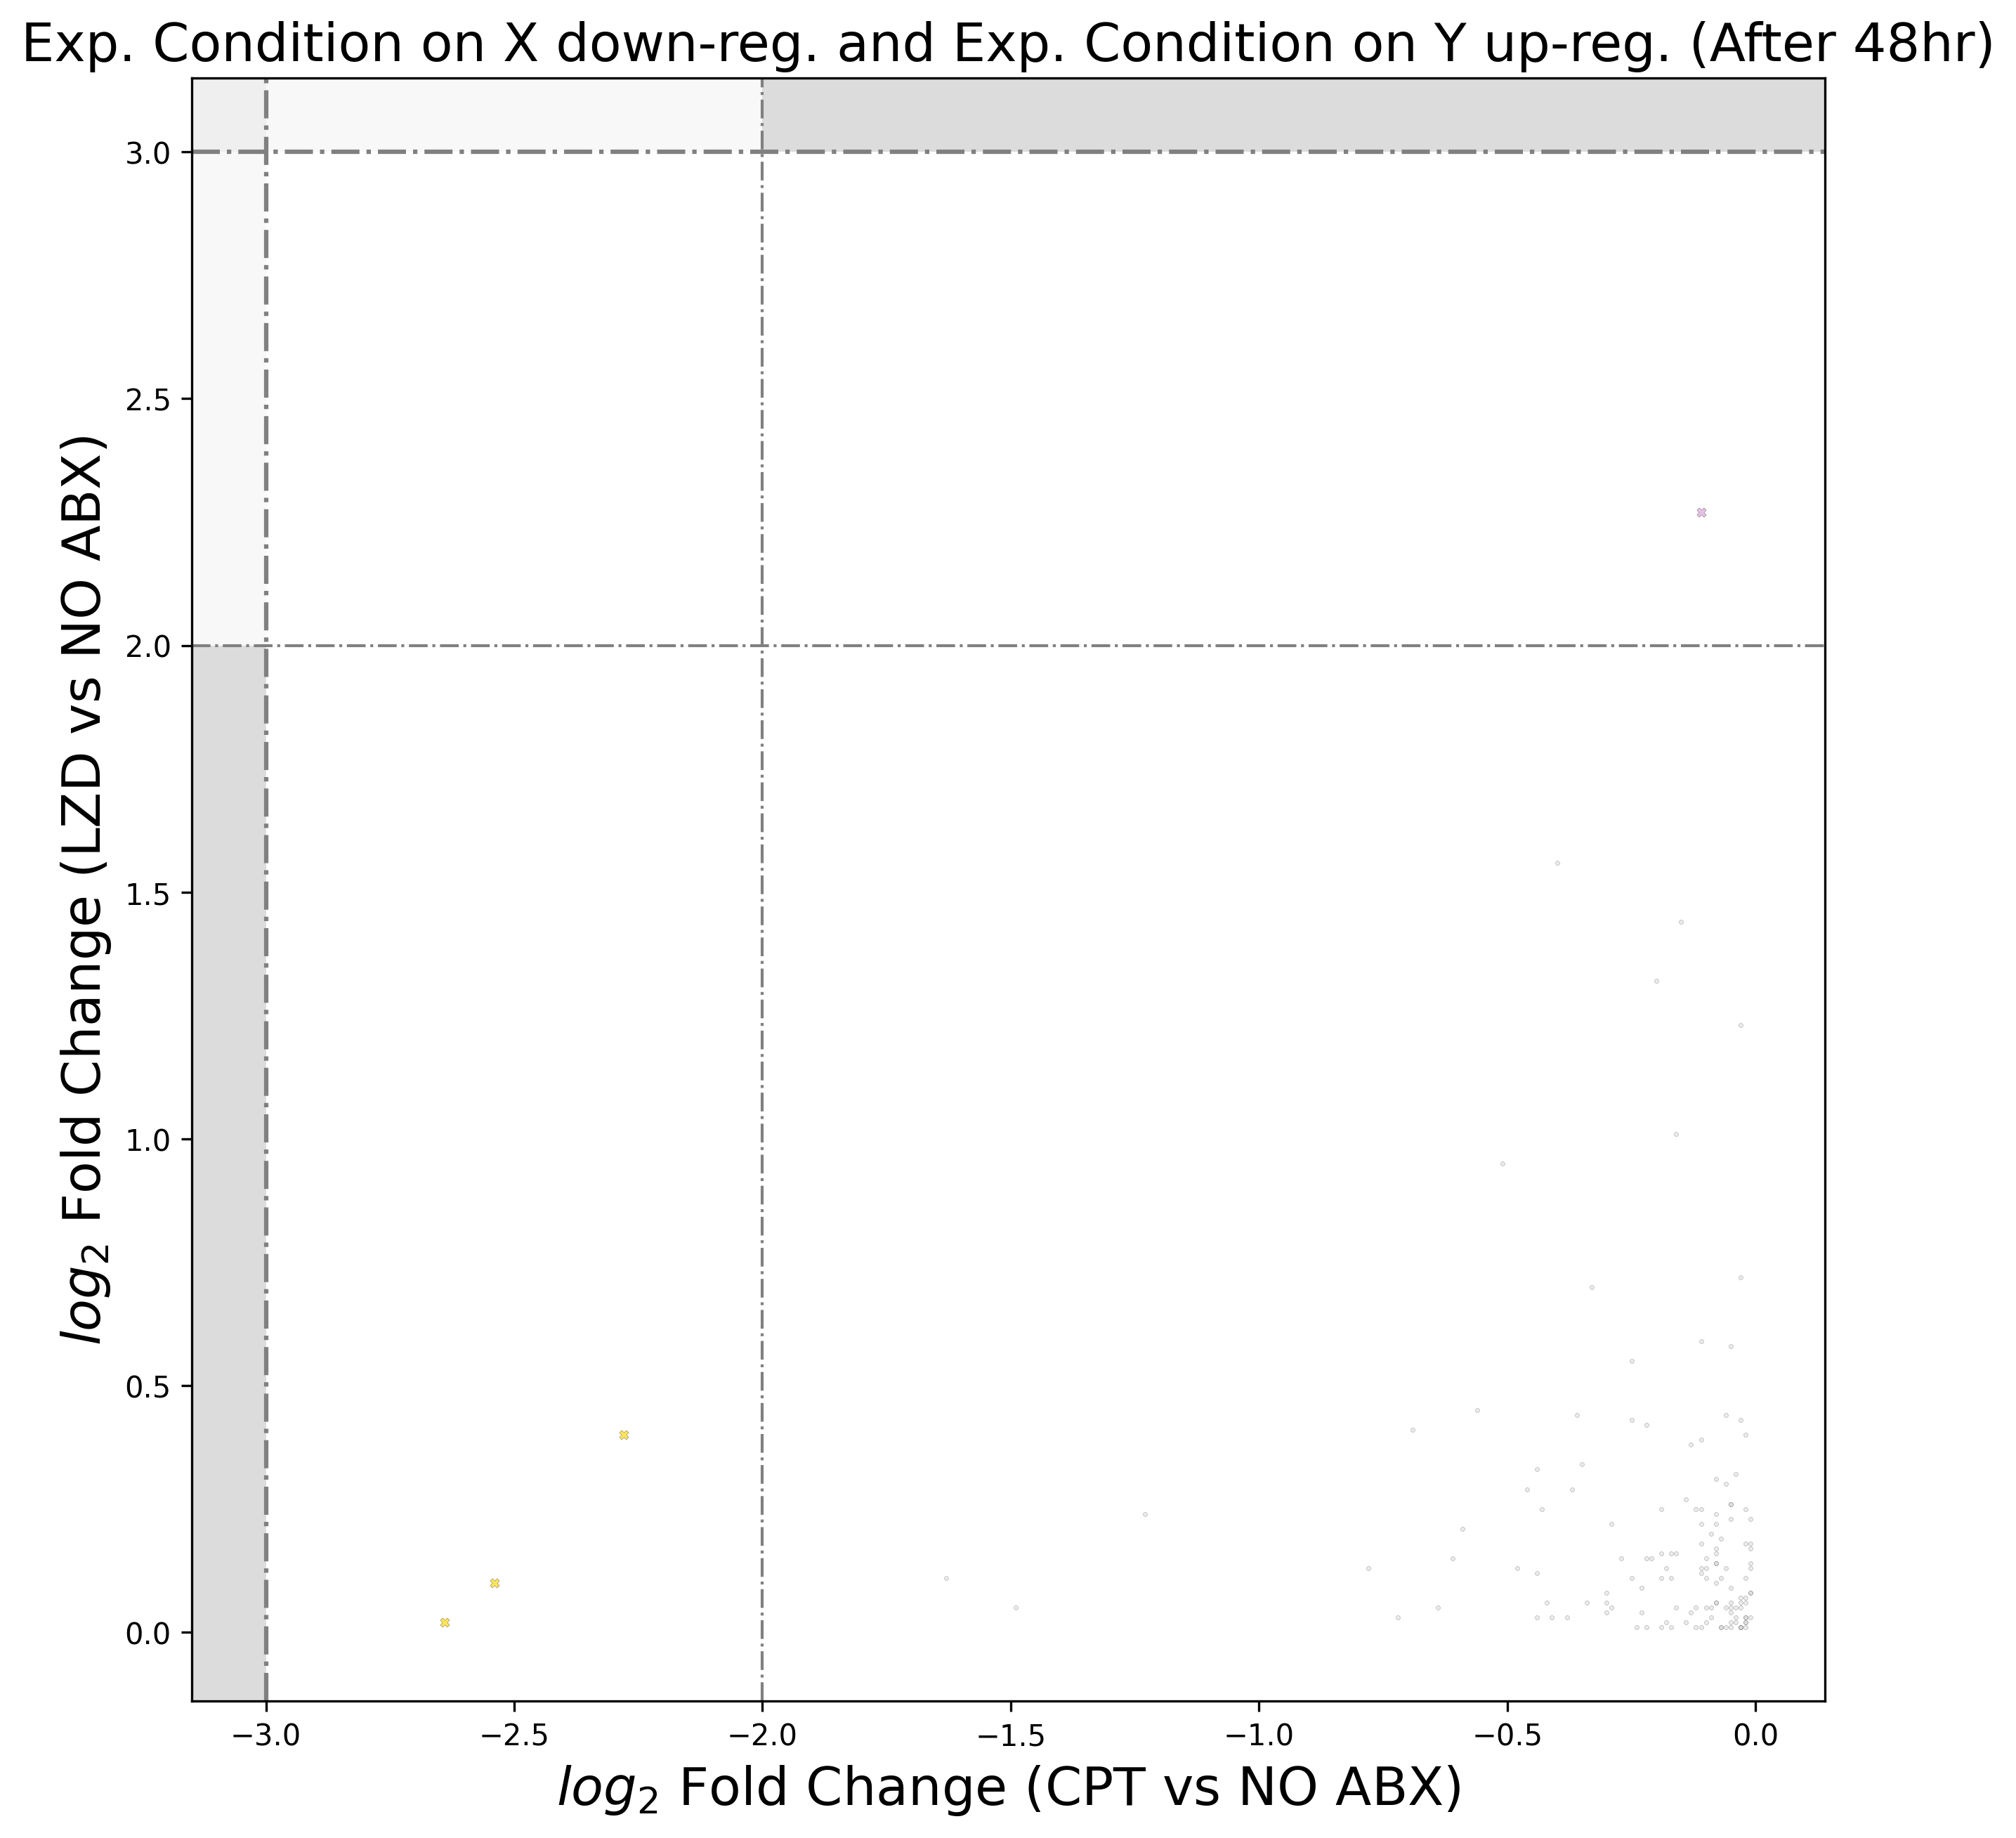 Exp. Condition on X down-reg. and Exp. Condition on Y up-reg. (After 48hr)
3.0
2.5
2.0
1.5
1.0
0.5
0.0
log2 Fold Change (LZD vs NO ABX)
−3.0 −2.5 −2.0 −1.5 −1.0 −0.5 0.0
log2 Fold Change (CPT vs NO ABX)